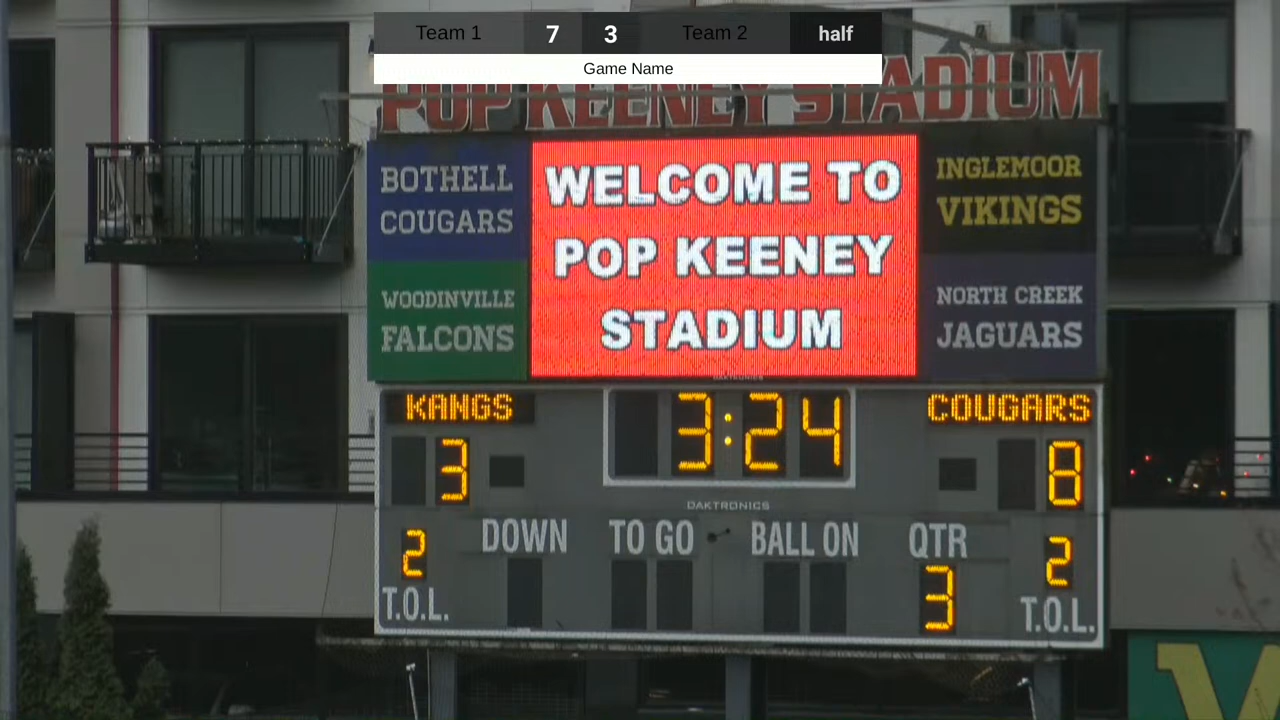 Team 1 7 3 Team 2 half
Game Name
POP KEENEY STADIUM
BOTHELL
COUGARS
WOODINVILLE
FALCONS
WELCOME TO
POP KEENEY
STADIUM
INGLEMOOR
VIKINGS
NORTH CREEK
JAGUARS
DAKTRONICS
KANGS 3:24 COUGARS
3 8
DAKTRONICS
DOWN TO GO BALL ON QTR
2 3 2
T.O.L. T.O.L.